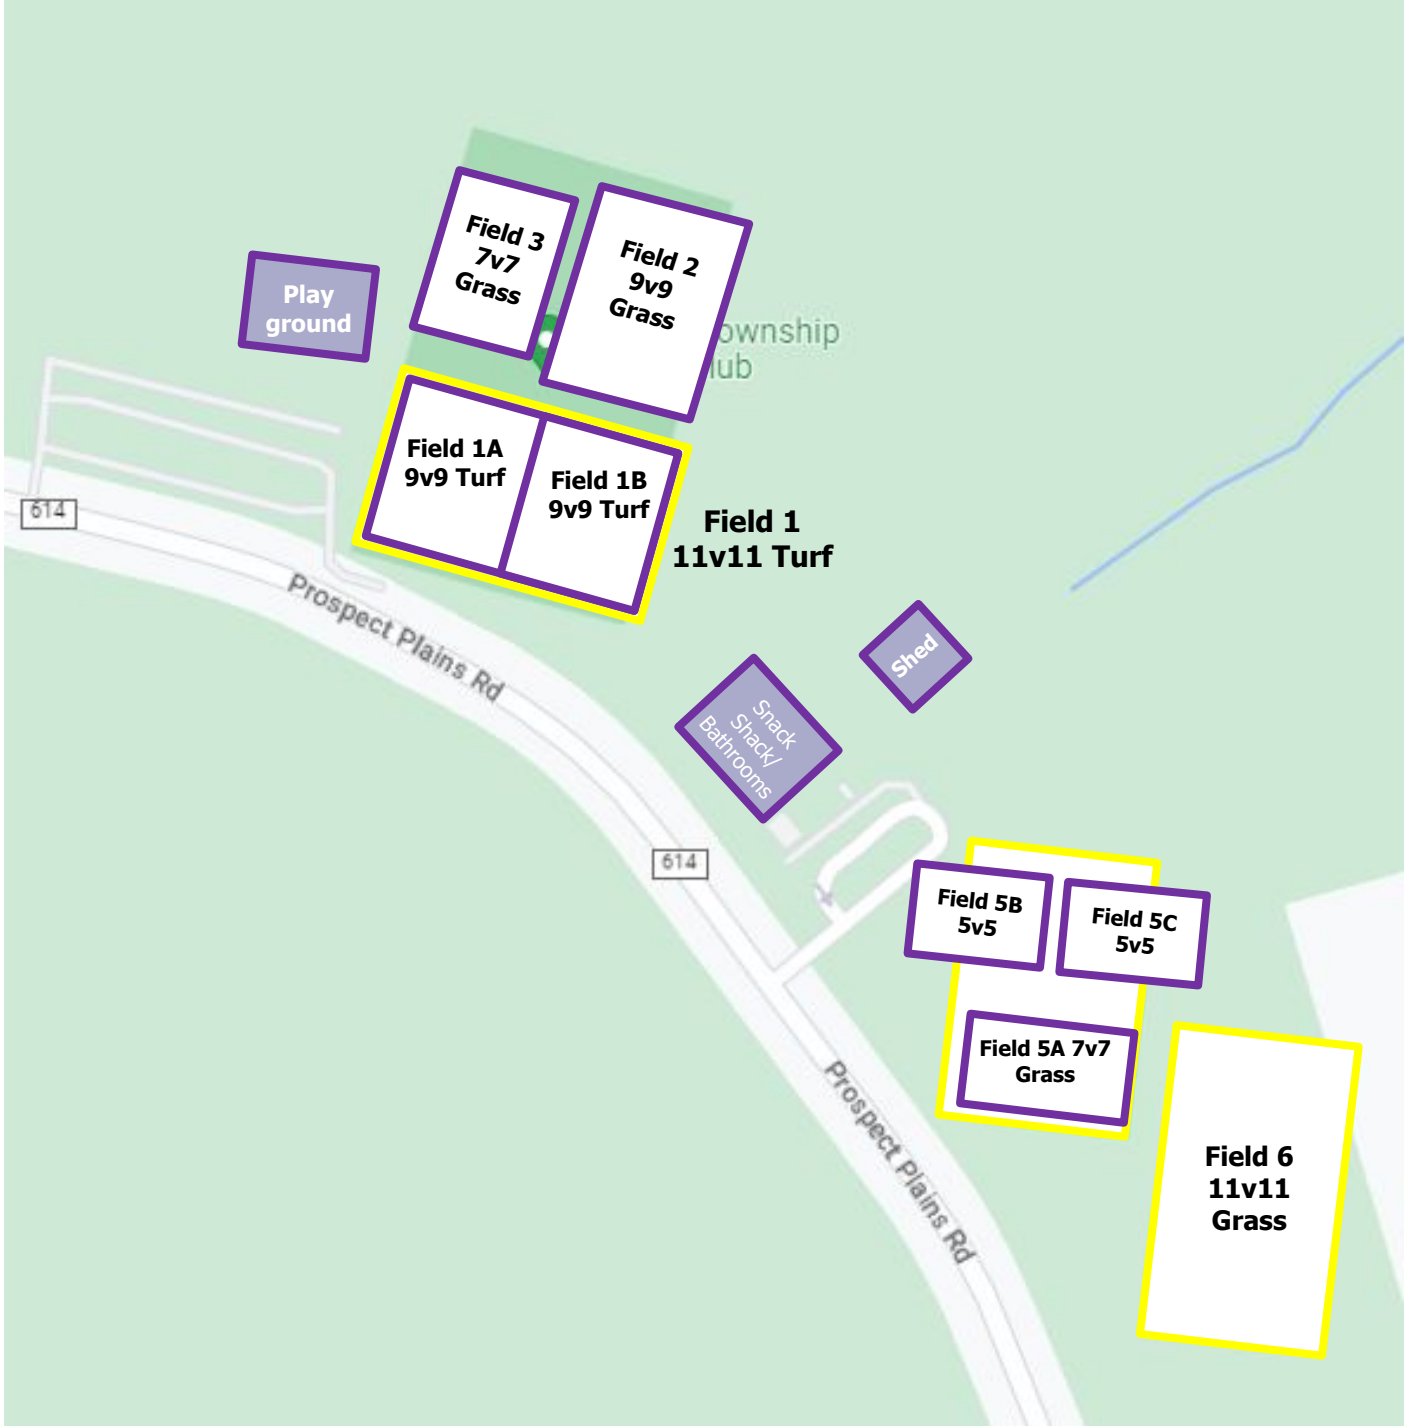 Field 3
7v7
Grass
Field 2
9v9
Grass
Play
ground
ownship
lub
Field 1A
9v9 Turf
Field 1B
9v9 Turf
Field 1
11v11 Turf
614
Prospect Plains Rd
Shed
Snack
Shack/
Bathrooms
614
Field 5B
5v5
Field 5C
5v5
Field 5A 7v7
Grass
Prospect Plains Rd
Field 6
11v11
Grass